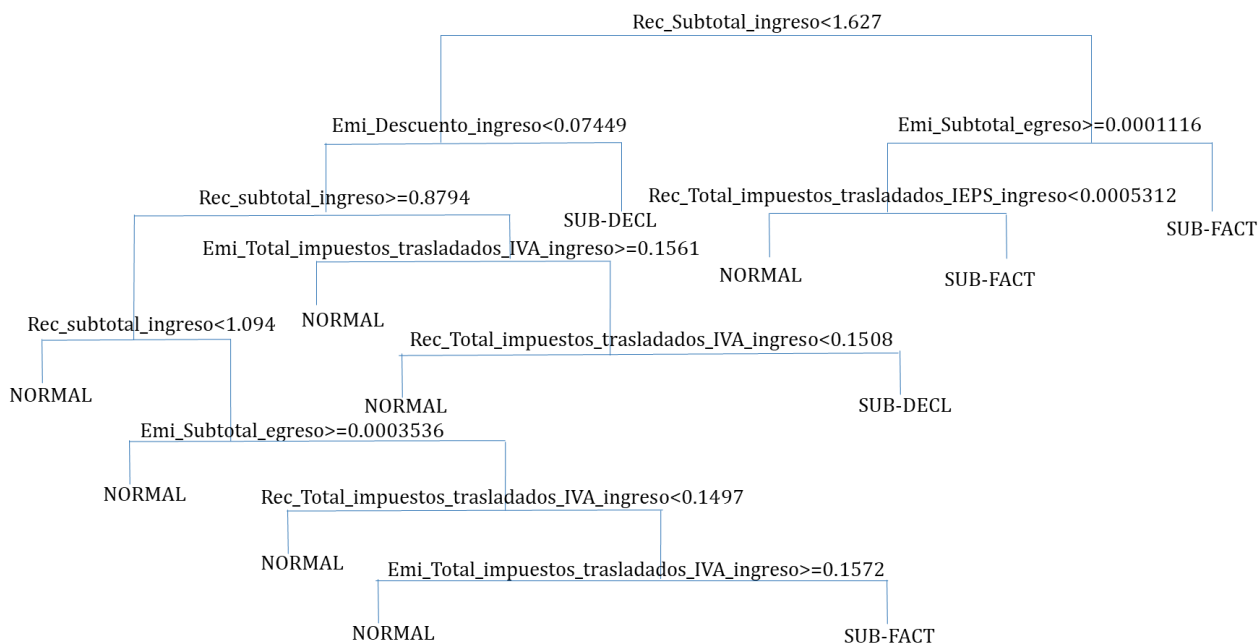 Rec_Subtotal_ingreso<1.627
Emi_Descuento_ingreso<0.07449
Emi_Subtotal_egreso>=0.0001116
Rec_subtotal_ingreso>=0.8794
Rec_Total_impuestos_trasladados_IEPS_ingreso<0.0005312
SUB-DECL
SUB-FACT
Emi_Total_impuestos_trasladados_IVA_ingreso>=0.1561
NORMAL
SUB-FACT
NORMAL
Rec_subtotal_ingreso<1.094
Rec_Total_impuestos_trasladados_IVA_ingreso<0.1508
NORMAL
NORMAL
SUB-DECL
Emi_Subtotal_egreso>=0.0003536
NORMAL
Rec_Total_impuestos_trasladados_IVA_ingreso<0.1497
NORMAL
Emi_Total_impuestos_trasladados_IVA_ingreso>=0.1572
NORMAL
SUB-FACT